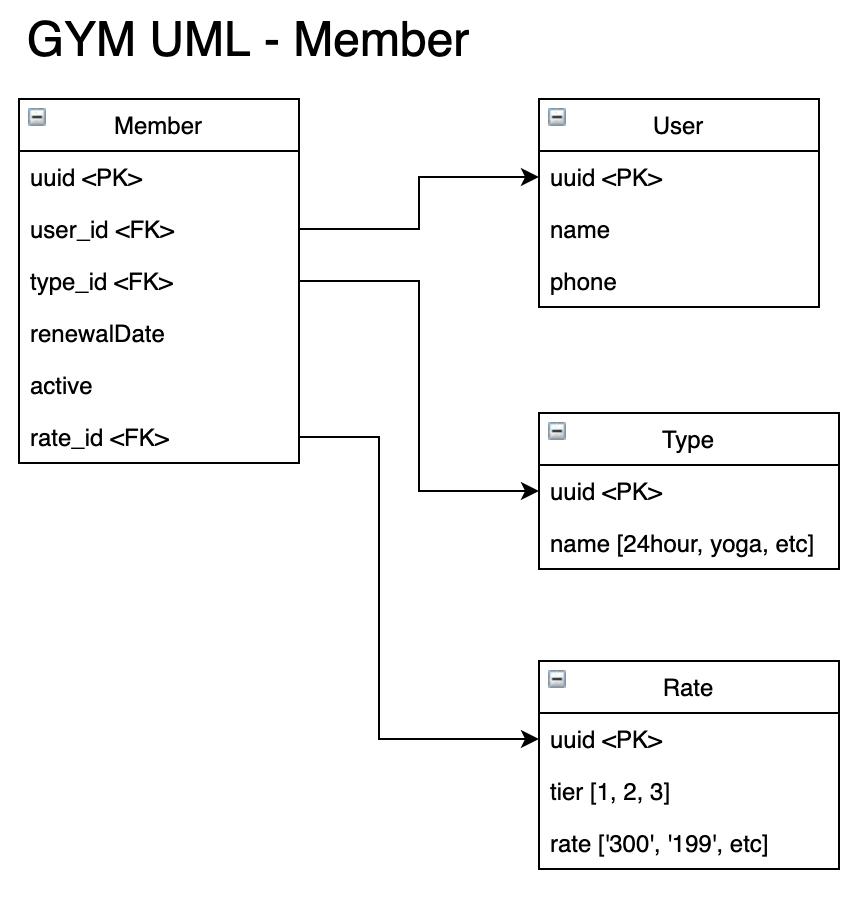 GYM UML - Member
Member
uuid <PK>
user_id <FK>
type_id <FK>
renewalDate
active
rate_id <FK>
User
uuid <PK>
name
phone
Type
uuid <PK>
name [24hour, yoga, etc]
Rate
uuid <PK>
tier [1, 2, 3]
rate ['300', '199', etc]